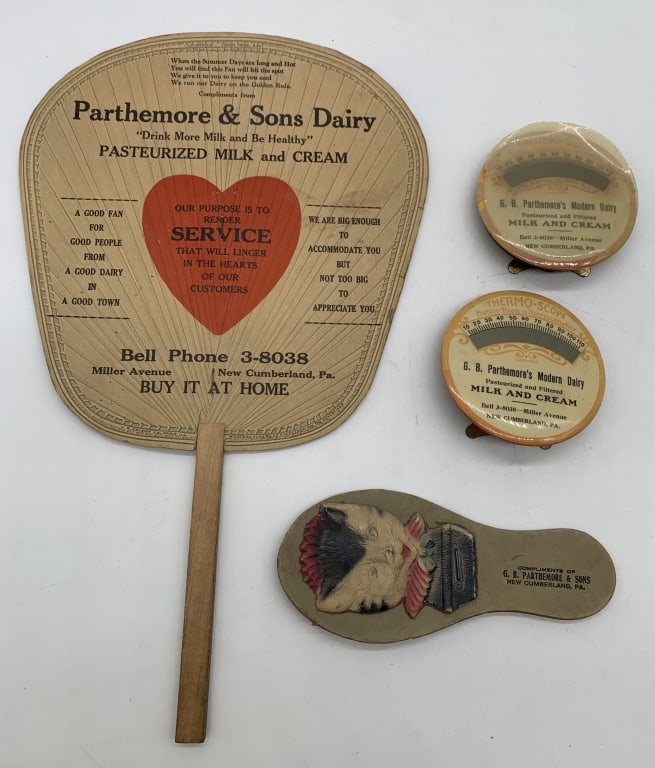 When the Summer Days are long and Hot
You will find this Fan will hit the spot
We give it to you to keep you cool
We run our Dairy on the Golden Rule.
Compliments from
Parthemore & Sons Dairy
"Drink More Milk and Be Healthy"
PASTEURIZED MILK and CREAM
A GOOD FAN
FOR
GOOD PEOPLE
FROM
A GOOD DAIRY
IN
A GOOD TOWN
OUR PURPOSE IS TO
RENDER
SERVICE
THAT WILL LINGER
IN THE HEARTS
OF OUR
CUSTOMERS
WE ARE BIG ENOUGH
TO
ACCOMMODATE YOU
BUT
NOT TOO BIG
TO
APPRECIATE YOU
Bell Phone 3-8038
Miller Avenue New Cumberland, Pa.
BUY IT AT HOME
G. B. Parthemore's Modern Dairy
Pasteurized and Filtered
MILK AND CREAM
Bell 3-8038—Miller Avenue
NEW CUMBERLAND, PA.
THERMO-SCOPE
10 20 30 40 50 60 70 80 90 100 110
G. B. Parthemore's Modern Dairy
Pasteurized and Filtered
MILK AND CREAM
Bell 3-8038—Miller Avenue
NEW CUMBERLAND, PA.
COMPLIMENTS OF
G. B. PARTHEMORE & SONS
NEW CUMBERLAND, PA.